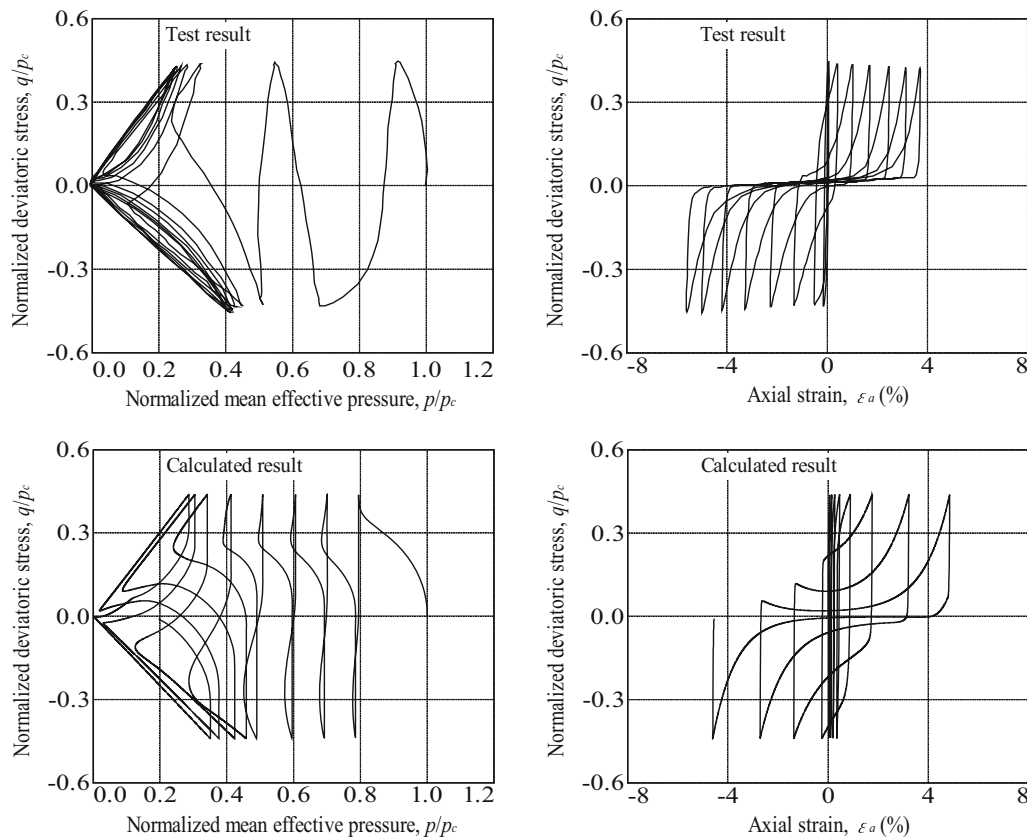 Test result
Normalized deviatoric stress, q/pc
0.6
0.3
0.0
-0.3
-0.6
0.0 0.2 0.4 0.6 0.8 1.0 1.2
Normalized mean effective pressure, p/pc
Test result
Normalized deviatoric stress, q/pc
0.6
0.3
0.0
-0.3
-0.6
-8 -4 0 4 8
Axial strain, εa (%)
Calculated result
Normalized deviatoric stress, q/pc
0.6
0.3
0.0
-0.3
-0.6
0.0 0.2 0.4 0.6 0.8 1.0 1.2
Normalized mean effective pressure, p/pc
Calculated result
Normalized deviatoric stress, q/pc
0.6
0.3
0.0
-0.3
-0.6
-8 -4 0 4 8
Axial strain, εa (%)